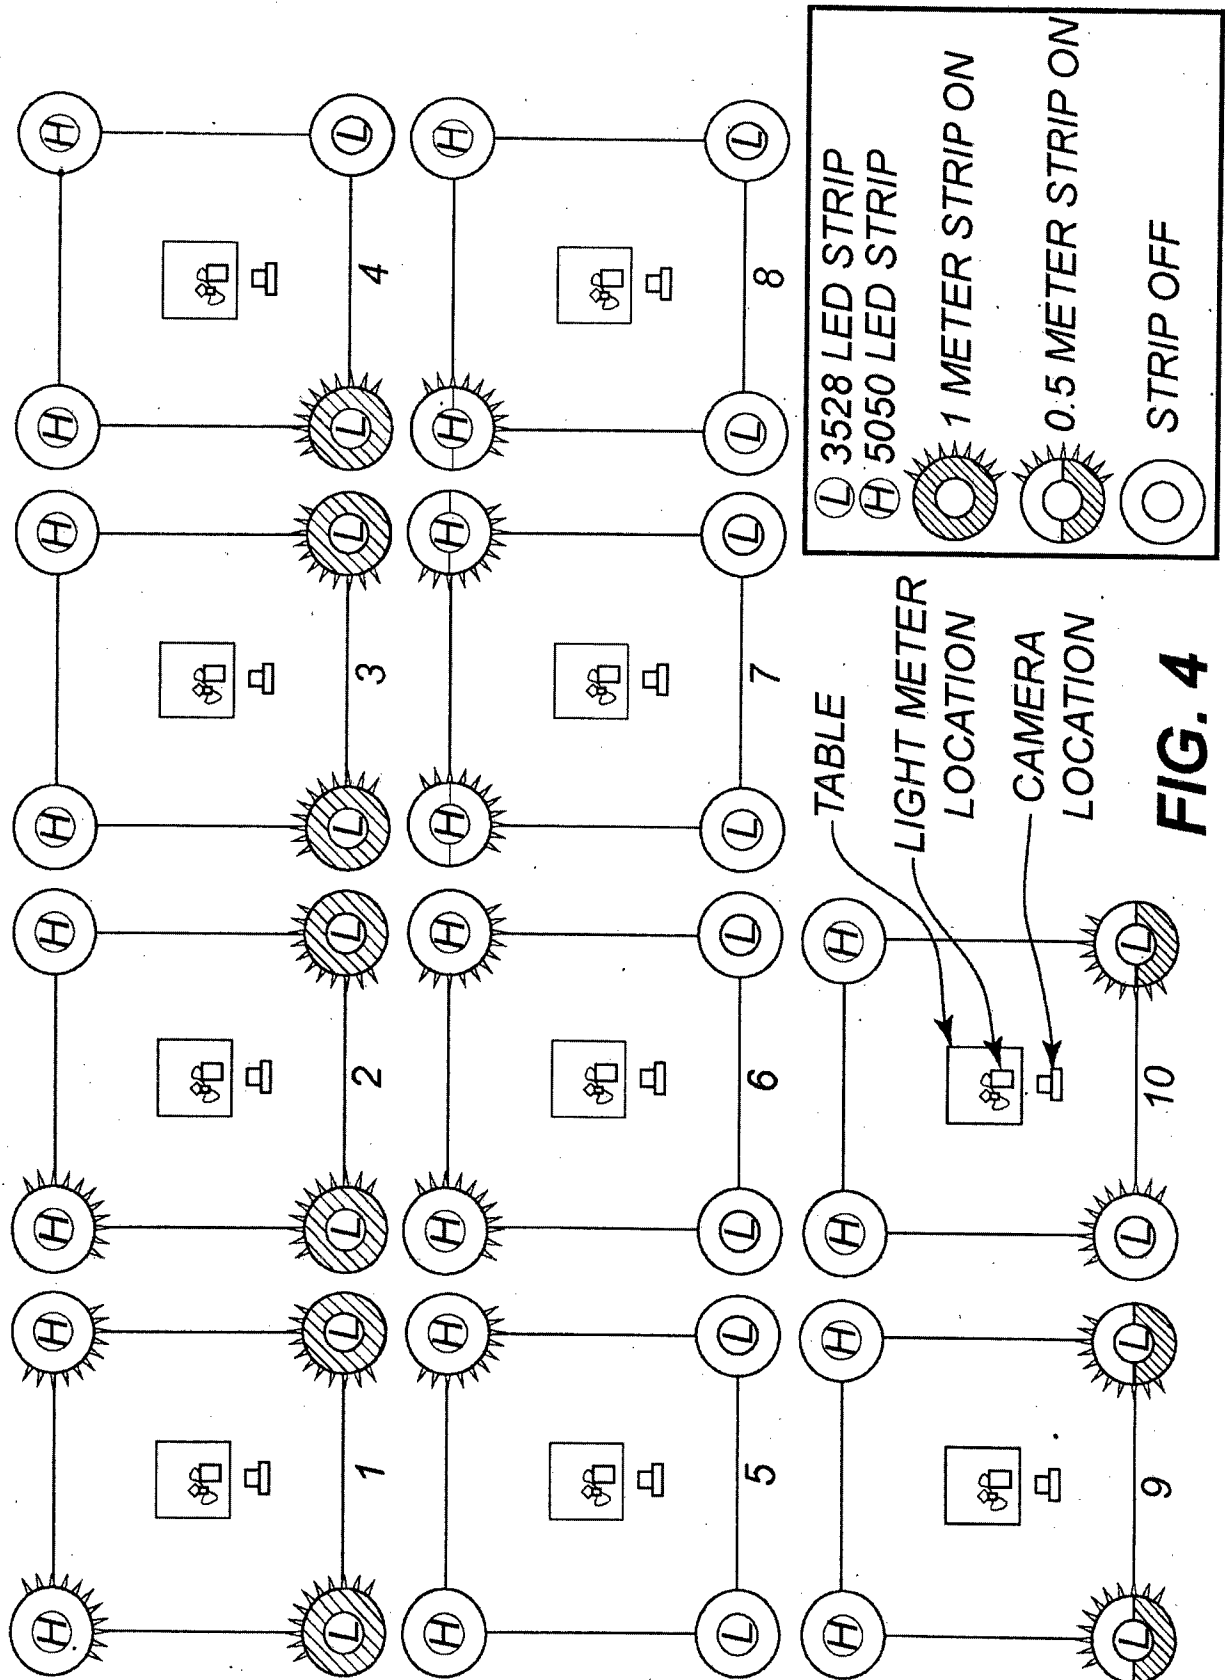 H H H H H H H H
L L L L L L L L
1 2 3 4
H H H H H H H H
L L L L L L L L
5 6 7 8
H H H H
L L L L
9 10
TABLE
LIGHT METER
LOCATION
CAMERA
LOCATION
L 3528 LED STRIP
H 5050 LED STRIP
1 METER STRIP ON
0.5 METER STRIP ON
STRIP OFF
FIG. 4